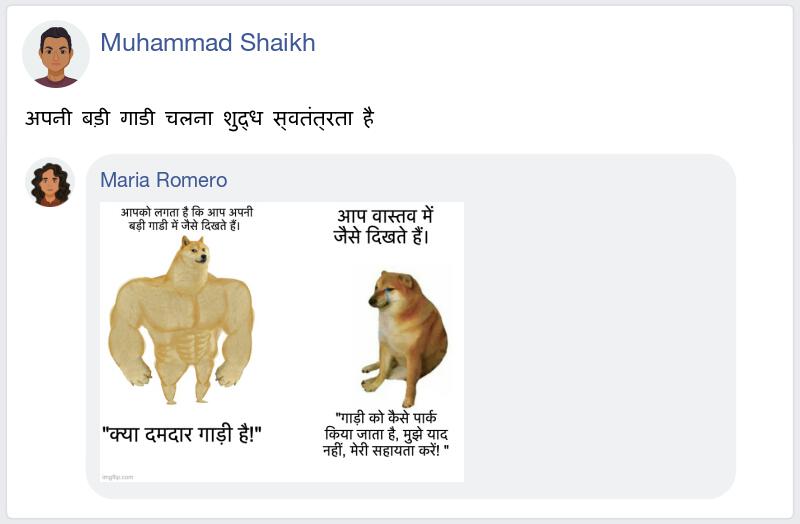 Muhammad Shaikh
अपनी बड़ी गाडी चलना शुद्ध स्वतंत्रता है
Maria Romero
आपको लगता है कि आप अपनी
बड़ी गाडी में जैसे दिखते हैं।
"क्या दमदार गाड़ी है!"
आप वास्तव में
जैसे दिखते हैं।
"गाड़ी को कैसे पार्क
किया जाता है, मुझे याद
नहीं, मेरी सहायता करें! "
imgflip.com